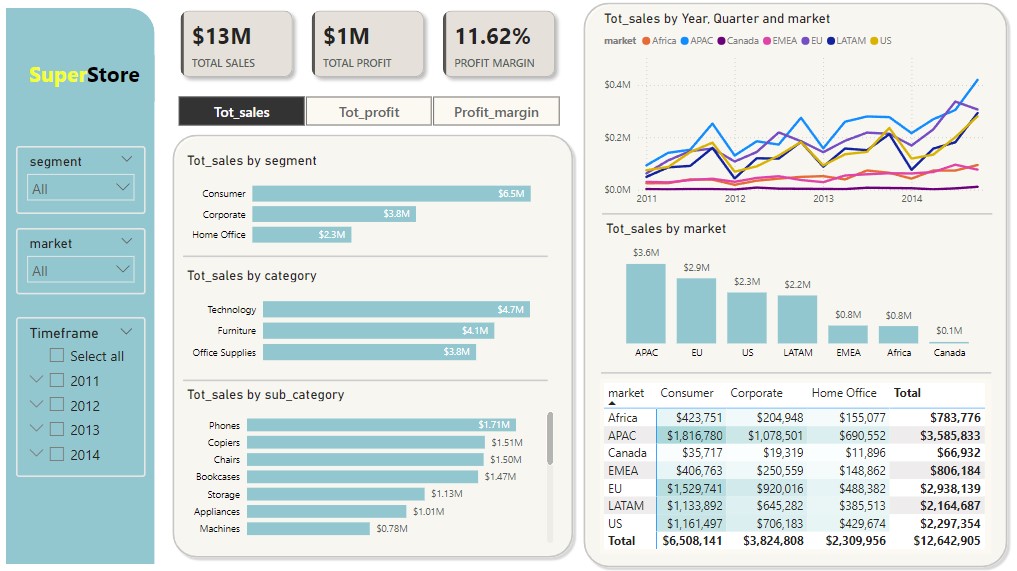 SuperStore
segment
All
market
All
Timeframe
Select all
2011
2012
2013
2014
$13M
TOTAL SALES
$1M
TOTAL PROFIT
11.62%
PROFIT MARGIN
Tot_sales Tot_profit Profit_margin
Tot_sales by segment
Consumer $6.5M
Corporate $3.8M
Home Office $2.3M
Tot_sales by category
Technology $4.7M
Furniture $4.1M
Office Supplies $3.8M
Tot_sales by sub_category
Phones $1.71M
Copiers $1.51M
Chairs $1.50M
Bookcases $1.47M
Storage $1.13M
Appliances $1.01M
Machines $0.78M
Tot_sales by Year, Quarter and market
market Africa APAC Canada EMEA EU LATAM US
$0.4M
$0.2M
$0.0M
2011 2012 2013 2014
Tot_sales by market
$3.6M $2.9M $2.3M $2.2M $0.8M $0.8M $0.1M
APAC EU US LATAM EMEA Africa Canada
market Consumer Corporate Home Office Total
Africa $423,751 $204,948 $155,077 $783,776
APAC $1,816,780 $1,078,501 $690,552 $3,585,833
Canada $35,717 $19,319 $11,896 $66,932
EMEA $406,763 $250,559 $148,862 $806,184
EU $1,529,741 $920,016 $488,382 $2,938,139
LATAM $1,133,892 $645,282 $385,513 $2,164,687
US $1,161,497 $706,183 $429,674 $2,297,354
Total $6,508,141 $3,824,808 $2,309,956 $12,642,905